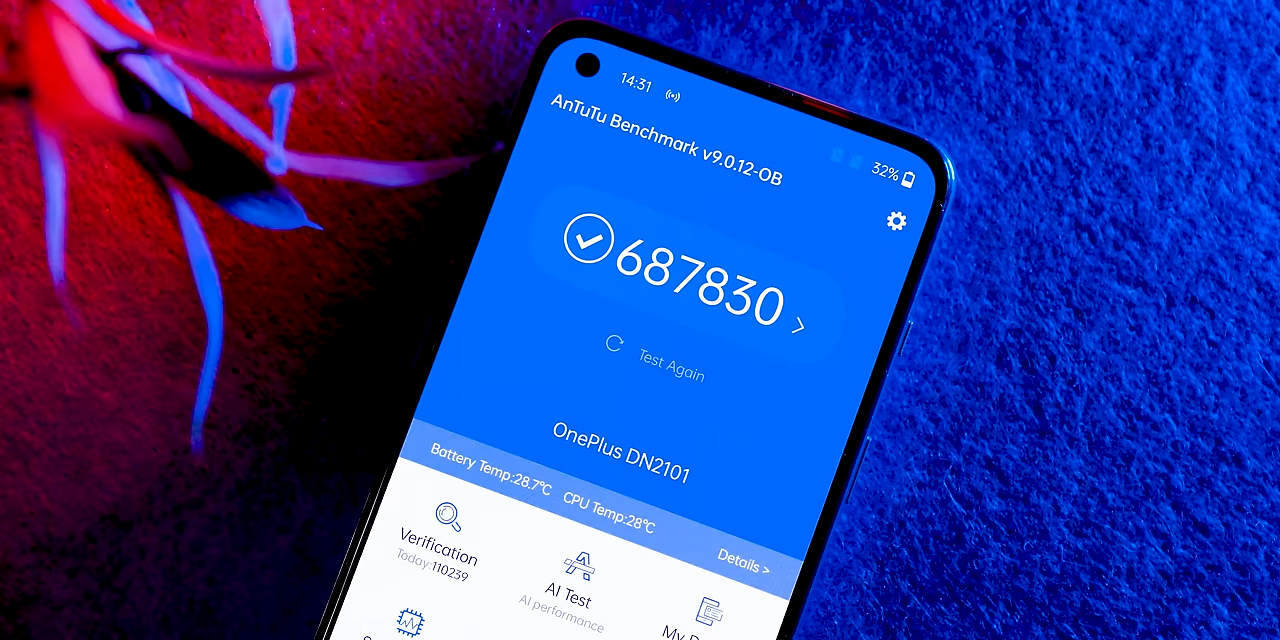 14:31
32%
AnTuTu Benchmark v9.0.12-OB
687830
Test Again
OnePlus DN2101
Battery Temp:28.7℃ CPU Temp:28℃
Details >
Verification
Today:110239
AI Test
AI performance
My